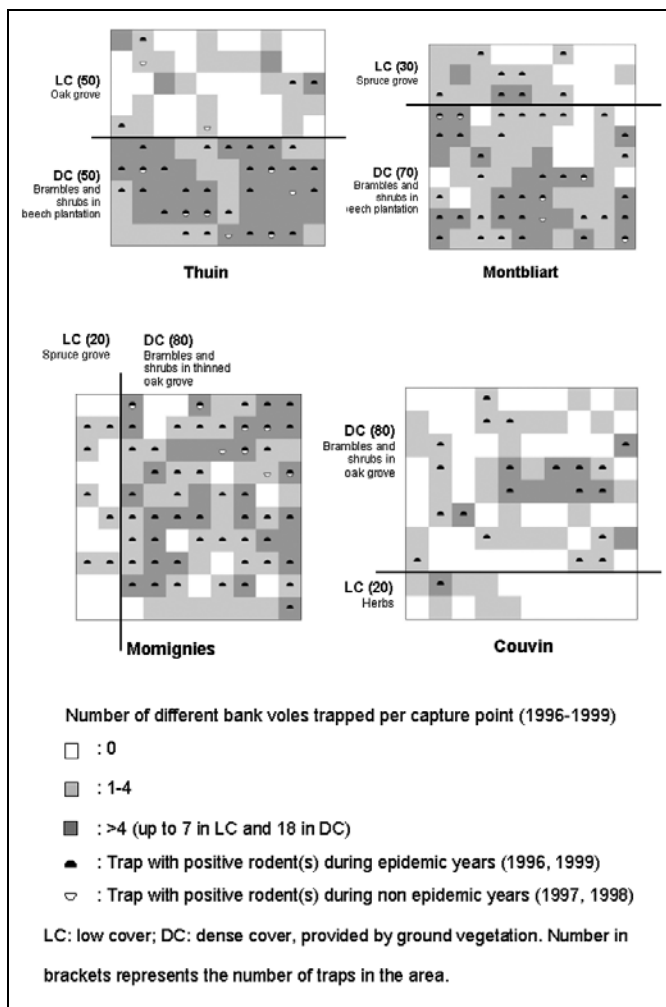 LC (50)
Oak grove
DC (50)
Brambles and
shrubs in
beech plantation
Thuin
LC (30)
Spruce grove
DC (70)
Brambles and
shrubs in
beech plantation
Montbliart
LC (20)
Spruce grove
DC (80)
Brambles and
shrubs in thinned
oak grove
Momignies
DC (80)
Brambles and
shrubs in
oak grove
LC (20)
Herbs
Couvin
Number of different bank voles trapped per capture point (1996-1999)
: 0
: 1-4
: >4 (up to 7 in LC and 18 in DC)
: Trap with positive rodent(s) during epidemic years (1996, 1999)
: Trap with positive rodent(s) during non epidemic years (1997, 1998)
LC: low cover; DC: dense cover, provided by ground vegetation. Number in
brackets represents the number of traps in the area.